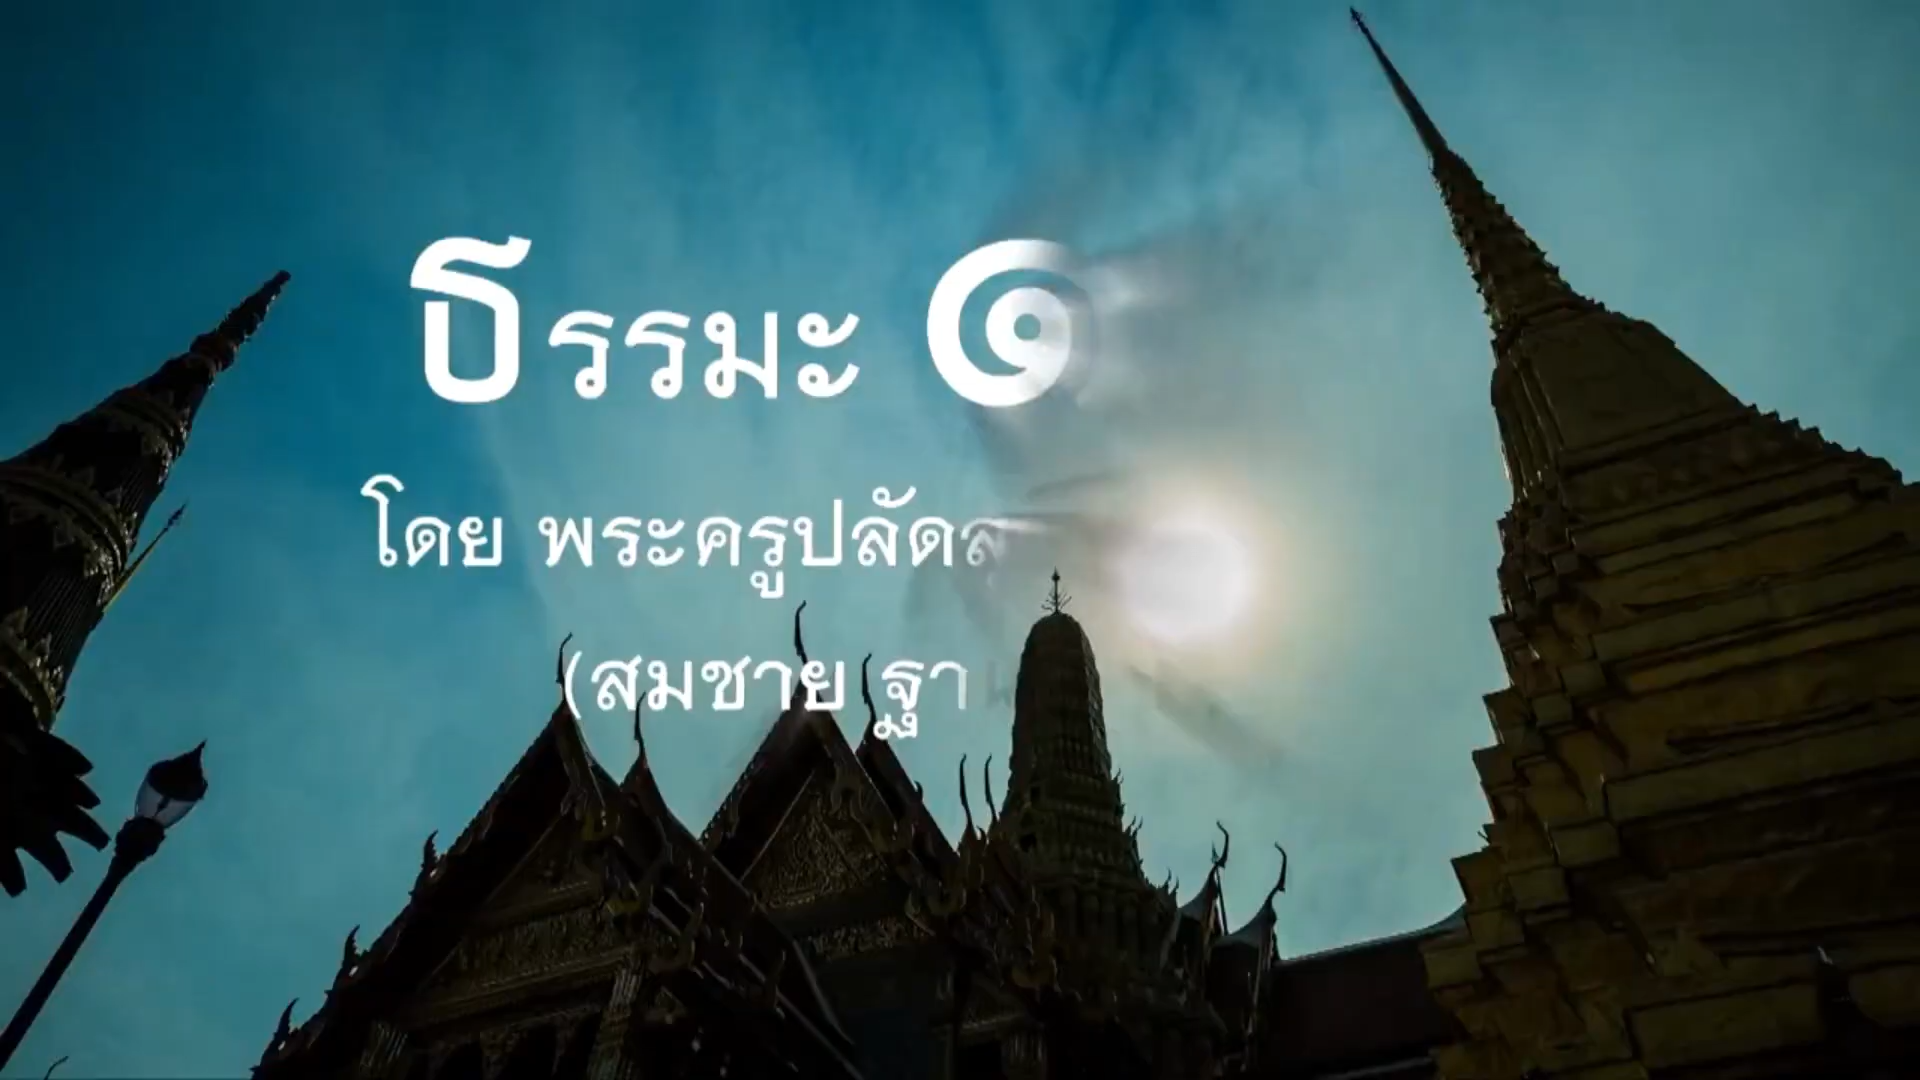 ธรรมะ ๑
โดย พระครูปลัด
(สมชาย ฐา